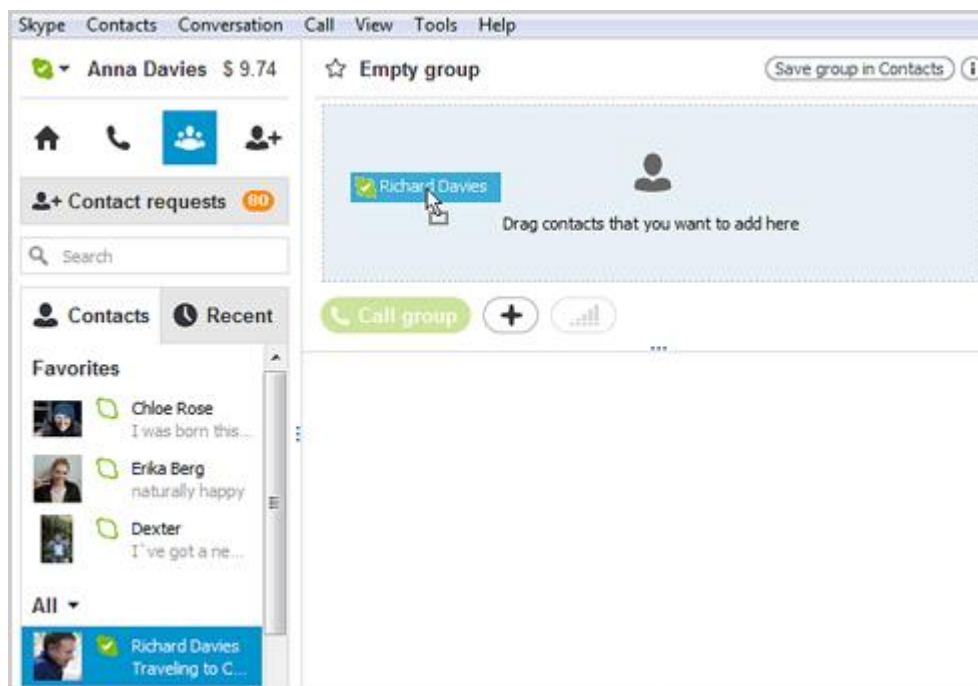 Skype Contacts Conversation Call View Tools Help
Anna Davies $ 9.74
Empty group
Save group in Contacts
Richard Davies
Drag contacts that you want to add here
Contact requests 80
Search
Contacts Recent
Call group
Favorites
Chloe Rose
I was born this...
Erika Berg
naturally happy
Dexter
I`ve got a ne...
All
Richard Davies
Traveling to C...